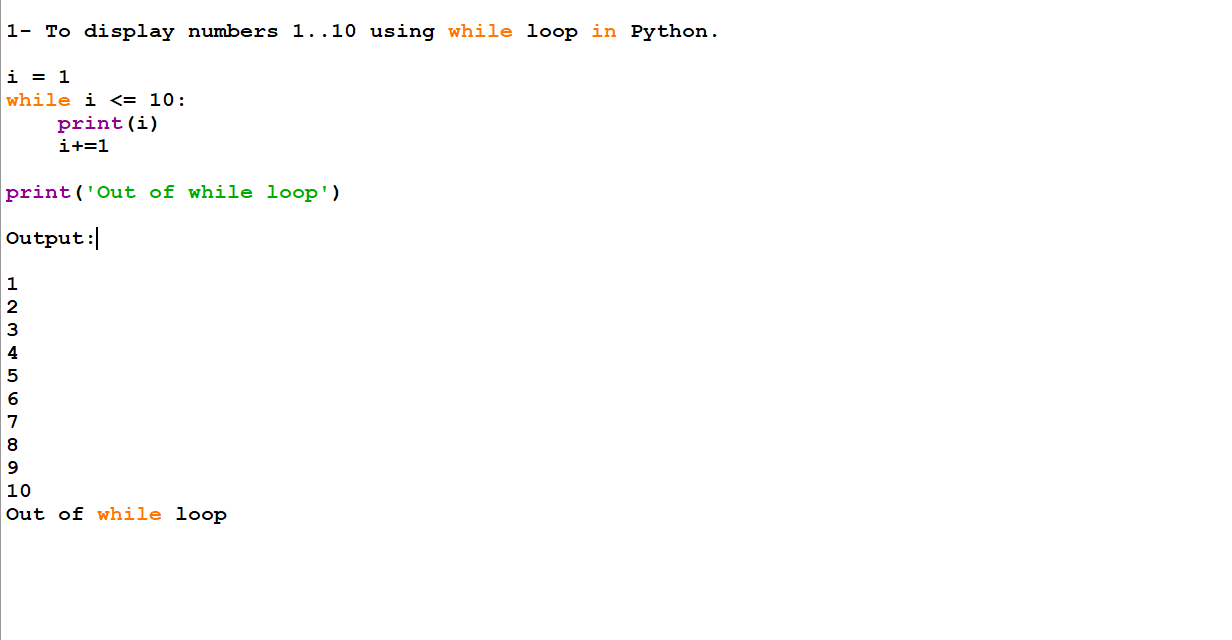 1- To display numbers 1..10 using while loop in Python.
i = 1
while i <= 10:
    print(i)
    i+=1
print('Out of while loop')
Output:
1
2
3
4
5
6
7
8
9
10
Out of while loop